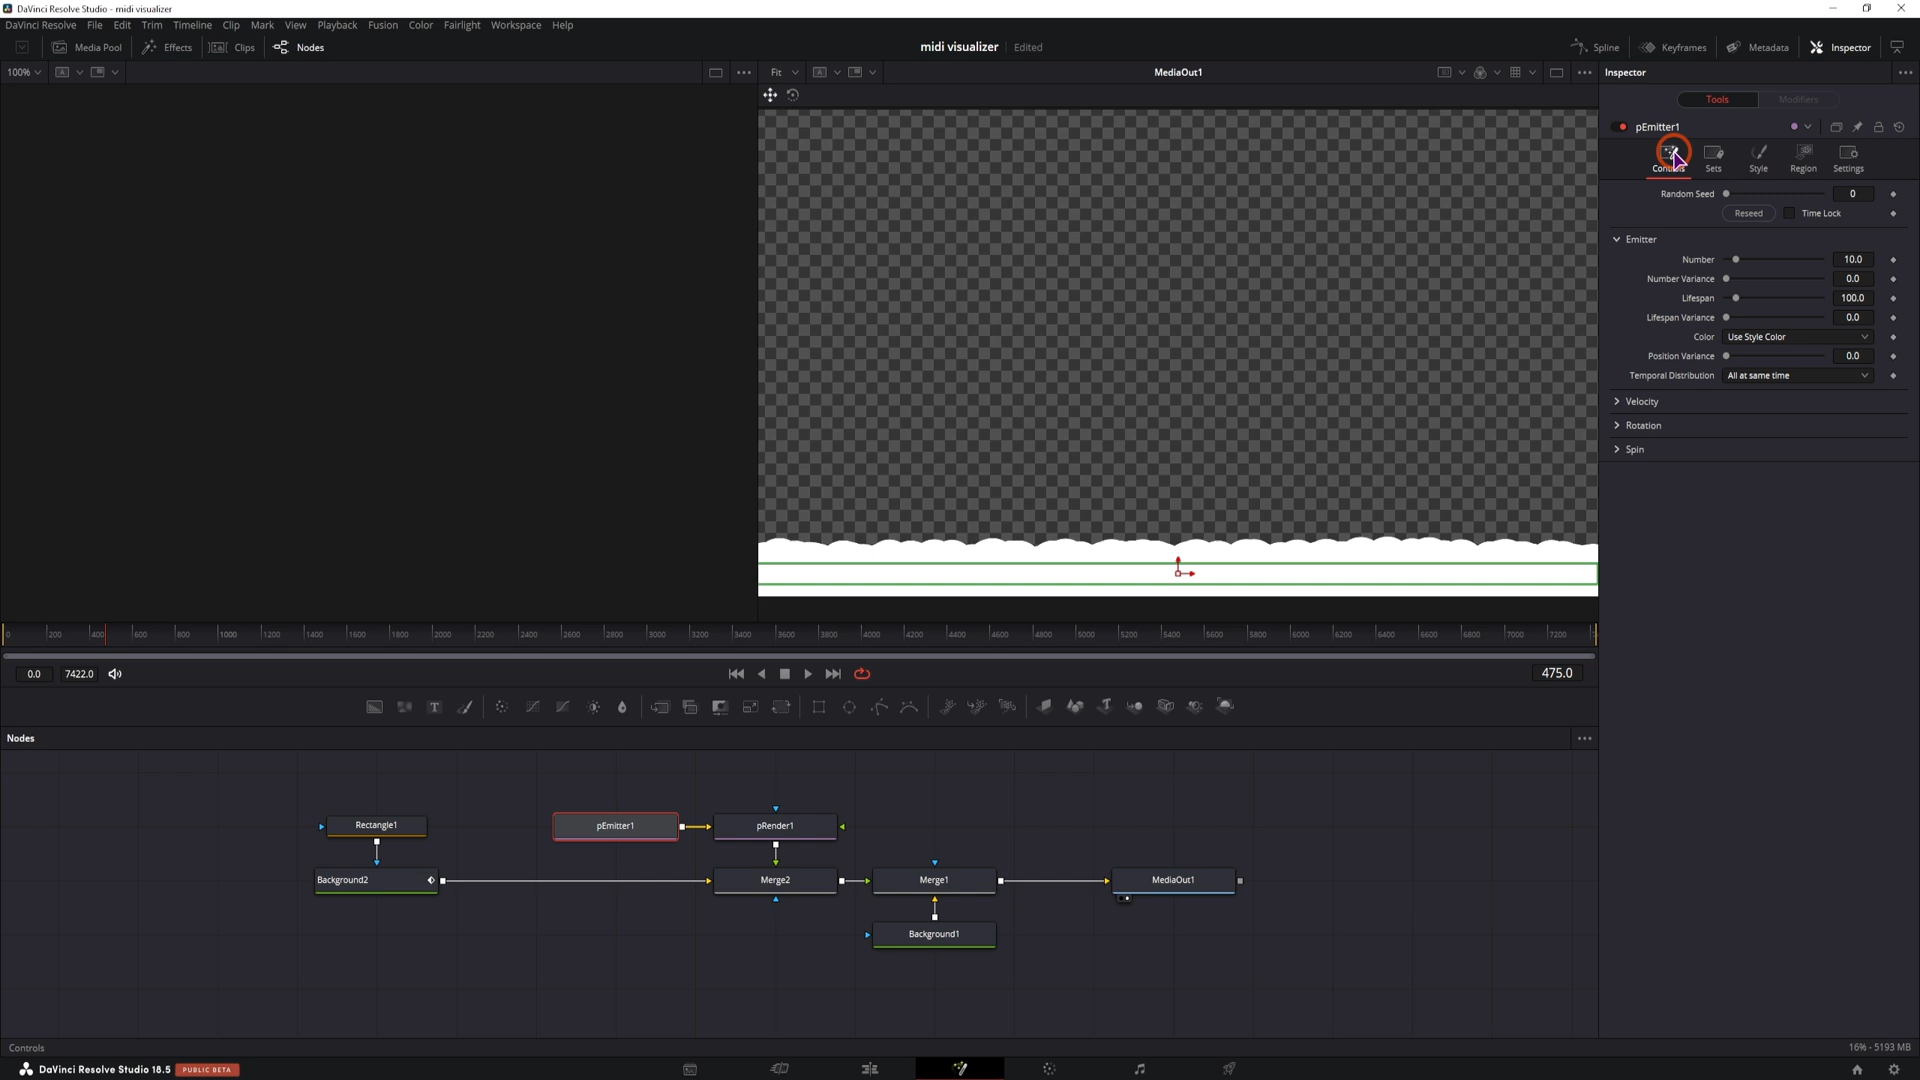 DaVinci Resolve Studio - midi visualizer
DaVinci Resolve File Edit Trim Timeline Clip Mark View Playback Fusion Color Fairlight Workspace Help
Media Pool Effects Clips Nodes midi visualizer Edited Spline Keyframes Metadata Inspector
100% A Fit A MediaOut1 Inspector
Tools Modifiers
pEmitter1
Controls Sets Style Region Settings
Random Seed 0
Reseed Time Lock
Emitter
Number 10.0
Number Variance 0.0
Lifespan 100.0
Lifespan Variance 0.0
Color Use Style Color
Position Variance 0.0
Temporal Distribution All at same time
Velocity
Rotation
Spin
0 200 400 600 800 1000 1200 1400 1600 1800 2000 2200 2400 2600 2800 3000 3200 3400 3600 3800 4000 4200 4400 4600 4800 5000 5200 5400 5600 5800 6000 6200 6400 6600 6800 7000 7200
0.0 7422.0 475.0
T
Nodes
Rectangle1 pEmitter1 pRender1
Background2 Merge2 Merge1 MediaOut1
Background1
Controls 16% - 5193 MB
DaVinci Resolve Studio 18.5 PUBLIC BETA